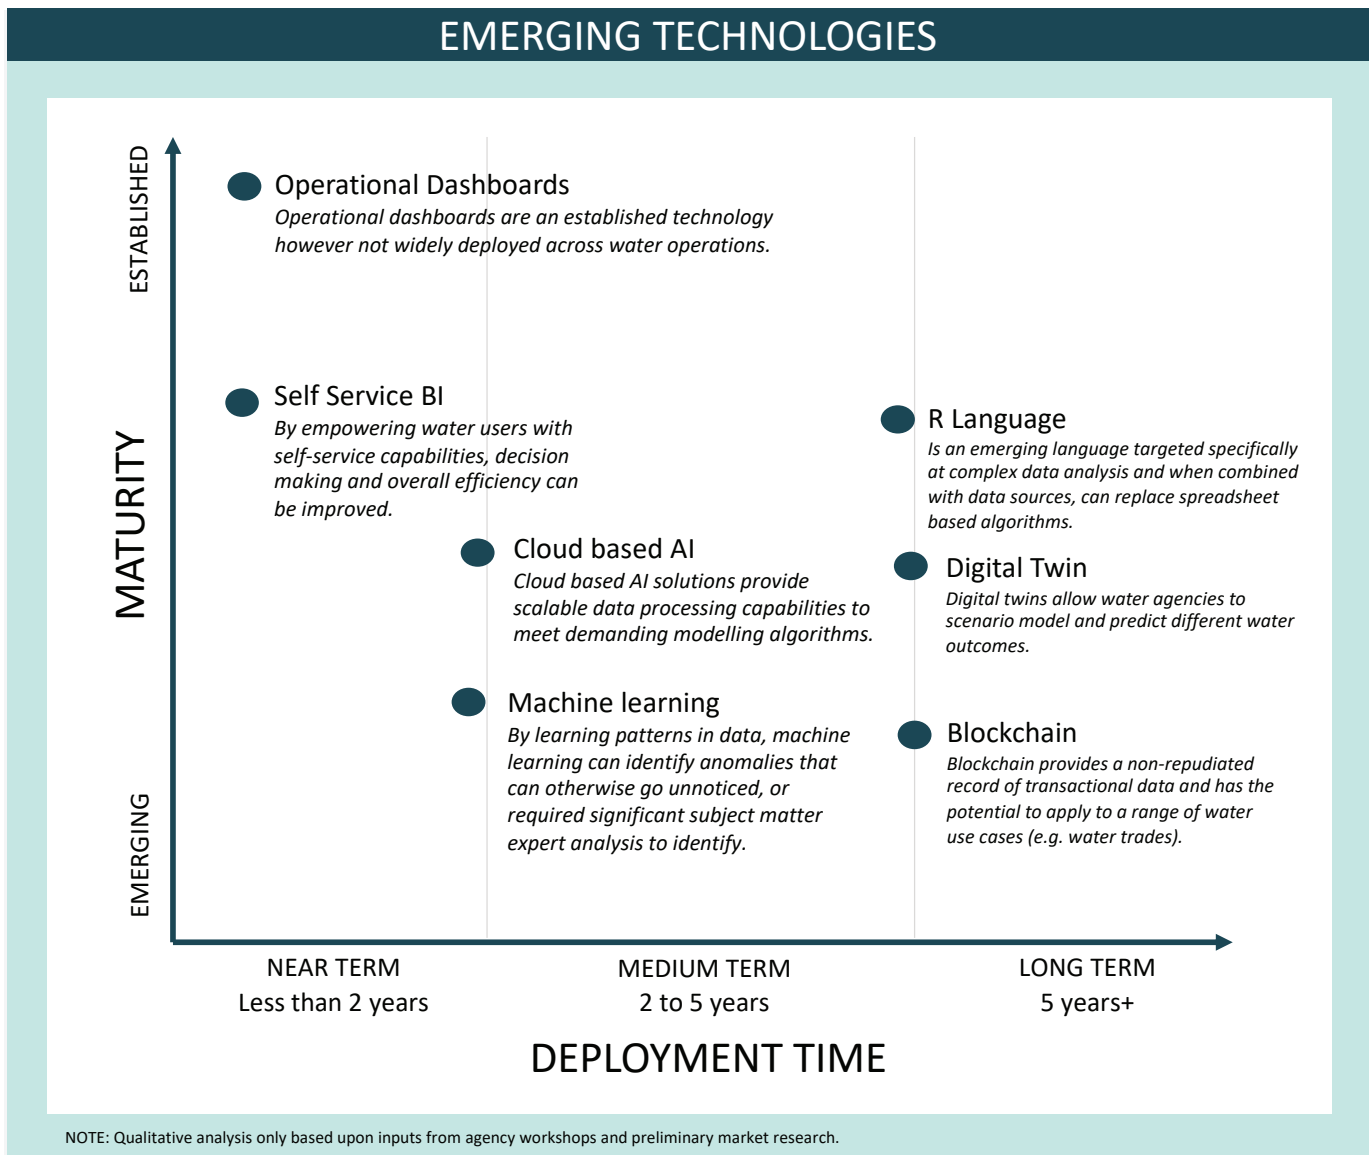 EMERGING TECHNOLOGIES
ESTABLISHED
MATURITY
EMERGING
Operational Dashboards
Operational dashboards are an established technology
however not widely deployed across water operations.
Self Service BI
By empowering water users with
self-service capabilities, decision
making and overall efficiency can
be improved.
R Language
Is an emerging language targeted specifically
at complex data analysis and when combined
with data sources, can replace spreadsheet
based algorithms.
Cloud based AI
Cloud based AI solutions provide
scalable data processing capabilities to
meet demanding modelling algorithms.
Digital Twin
Digital twins allow water agencies to
scenario model and predict different water
outcomes.
Machine learning
By learning patterns in data, machine
learning can identify anomalies that
can otherwise go unnoticed, or
required significant subject matter
expert analysis to identify.
Blockchain
Blockchain provides a non-repudiated
record of transactional data and has the
potential to apply to a range of water
use cases (e.g. water trades).
NEAR TERM
Less than 2 years
MEDIUM TERM
2 to 5 years
LONG TERM
5 years+
DEPLOYMENT TIME
NOTE: Qualitative analysis only based upon inputs from agency workshops and preliminary market research.